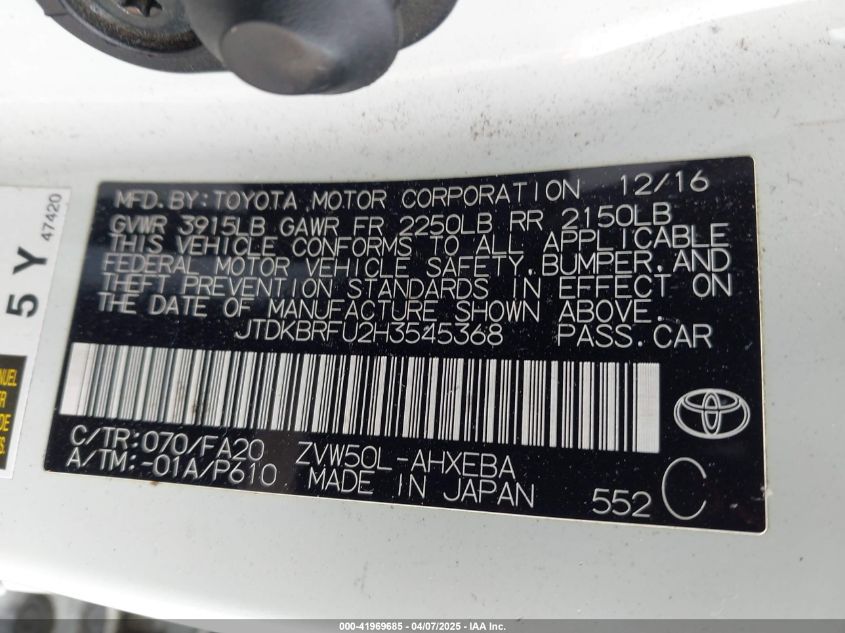 MFD.BY:TOYOTA MOTOR CORPORATION 12/16
GVWR 3915LB GAWR FR 2250LB RR 2150LB
THIS VEHICLE CONFORMS TO ALL APPLICABLE
FEDERAL MOTOR VEHICLE SAFETY,BUMPER,AND
THEFT PREVENTION STANDARDS IN EFFECT ON
THE DATE OF MANUFACTURE SHOWN ABOVE.
JTDKBRFU2H3545368 PASS.CAR
C/TR:070/FA20 ZVW50L-AHXEBA
A/TM:-01A/P610 MADE IN JAPAN 552 C
5 Y
47420
NUEL
ER
DE
S.
000-41969685 - 04/07/2025 - IAA Inc.